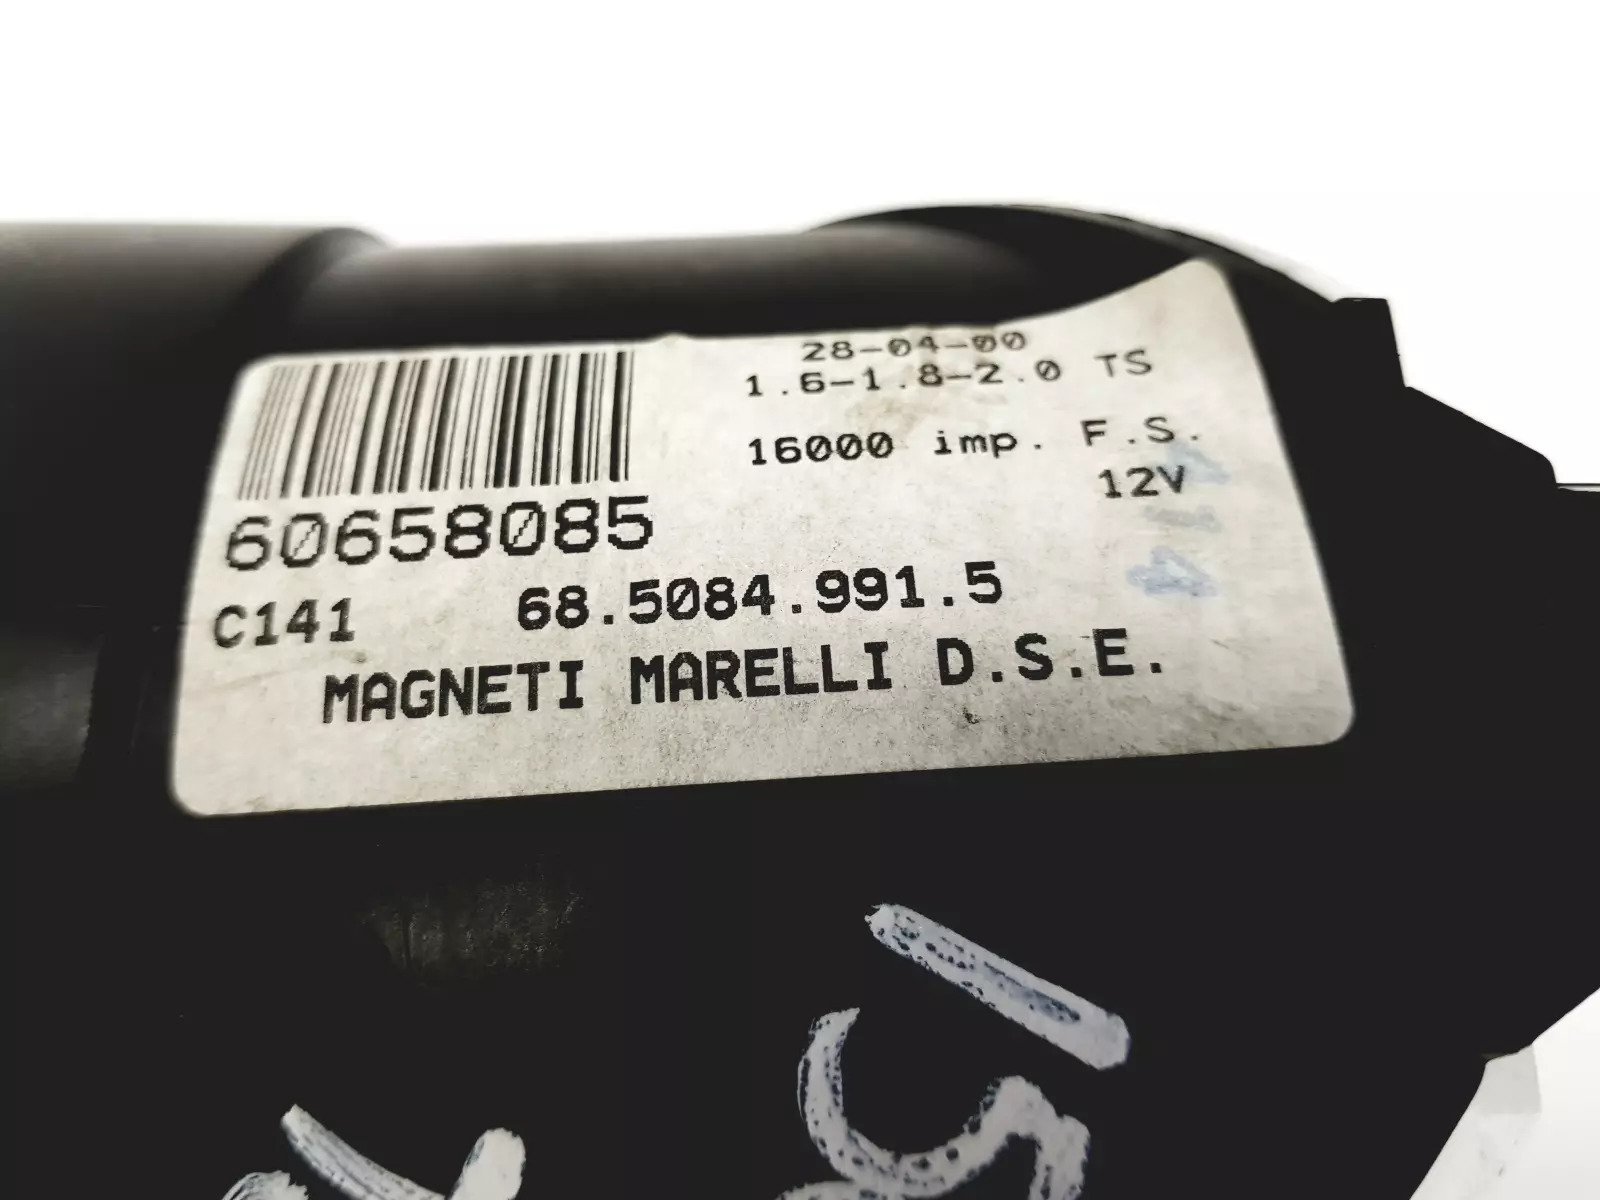 28-04-00
1.6-1.8-2.0 TS
16000 imp. F.S.
12V
60658085
C141 68.5084.991.5
MAGNETI MARELLI D.S.E.